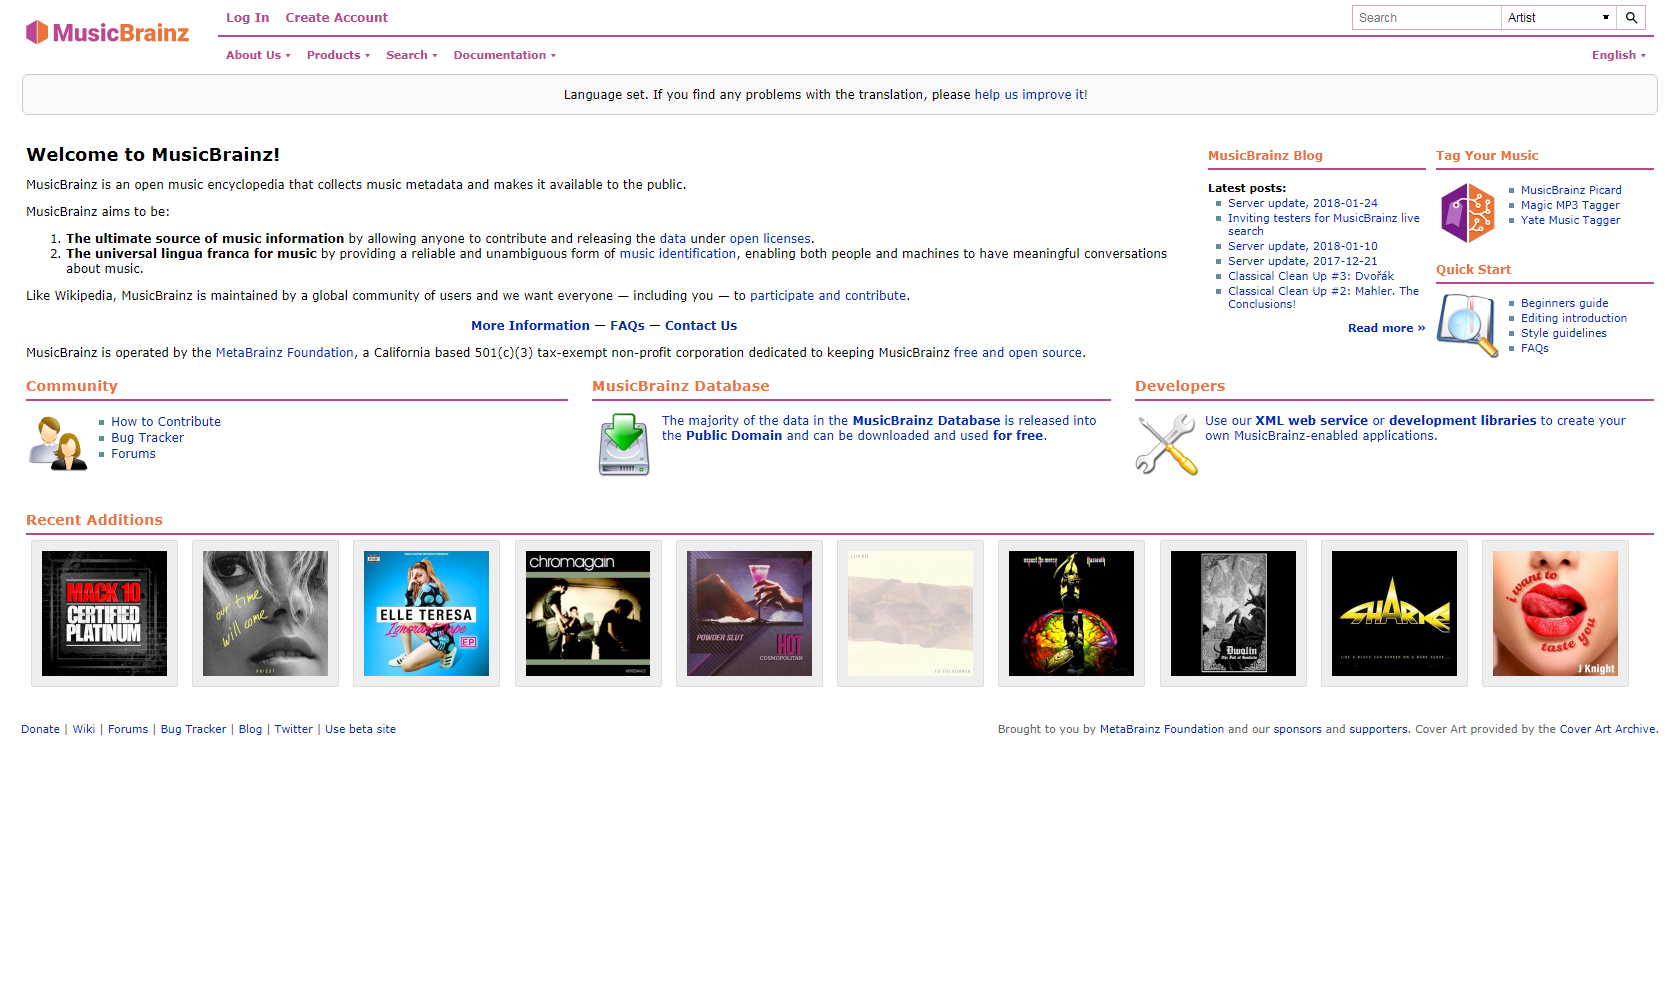 MusicBrainz
Log In Create Account
Search Artist
About Us Products Search Documentation English
Language set. If you find any problems with the translation, please help us improve it!
Welcome to MusicBrainz!
MusicBrainz is an open music encyclopedia that collects music metadata and makes it available to the public.
MusicBrainz aims to be:
1. The ultimate source of music information by allowing anyone to contribute and releasing the data under open licenses.
2. The universal lingua franca for music by providing a reliable and unambiguous form of music identification, enabling both people and machines to have meaningful conversations
about music.
Like Wikipedia, MusicBrainz is maintained by a global community of users and we want everyone — including you — to participate and contribute.
More Information — FAQs — Contact Us
MusicBrainz is operated by the MetaBrainz Foundation, a California based 501(c)(3) tax-exempt non-profit corporation dedicated to keeping MusicBrainz free and open source.
MusicBrainz Blog
Latest posts:
Server update, 2018-01-24
Inviting testers for MusicBrainz live
search
Server update, 2018-01-10
Server update, 2017-12-21
Classical Clean Up #3: Dvořák
Classical Clean Up #2: Mahler. The
Conclusions!
Read more »
Tag Your Music
MusicBrainz Picard
Magic MP3 Tagger
Yate Music Tagger
Quick Start
Beginners guide
Editing introduction
Style guidelines
FAQs
Community
How to Contribute
Bug Tracker
Forums
MusicBrainz Database
The majority of the data in the MusicBrainz Database is released into
the Public Domain and can be downloaded and used for free.
Developers
Use our XML web service or development libraries to create your
own MusicBrainz-enabled applications.
Recent Additions
MACK 10
CERTIFIED
PLATINUM
our time
will come
PRIEST
ELLE TERESA
Ignorant Tape
EP
chromagain
POWDER SLUT
HOT
COSMOPOLITAN
expect no mercy
Nazareth
Dwalin
SHARKS
i want to
taste you
J Knight
Donate | Wiki | Forums | Bug Tracker | Blog | Twitter | Use beta site
Brought to you by MetaBrainz Foundation and our sponsors and supporters. Cover Art provided by the Cover Art Archive.